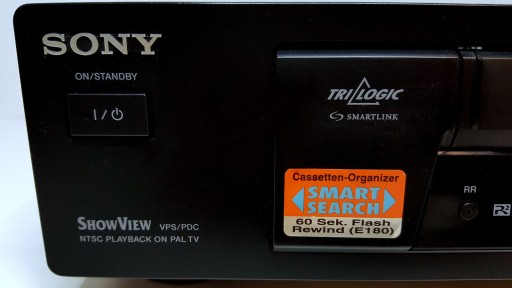 SONY
ON/STANDBY
I/⏻
TRILOGIC
SMARTLINK
Cassetten-Organizer
SMART
SEARCH
60 Sek. Flash
Rewind (E180)
RR
SHOWVIEW VPS/PDC
NTSC PLAYBACK ON PAL TV